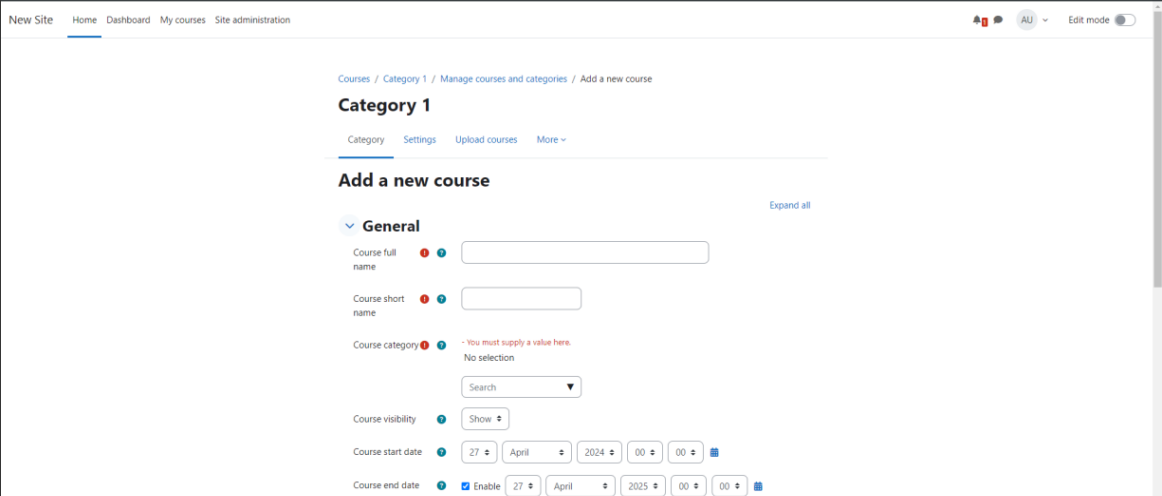 New Site Home Dashboard My courses Site administration 1 AU Edit mode
Courses / Category 1 / Manage courses and categories / Add a new course
Category 1
Category Settings Upload courses More
Add a new course
Expand all
General
Course full
name
Course short
name
Course category - You must supply a value here.
No selection
Search
Course visibility Show
Course start date 27 April 2024 00 00
Course end date Enable 27 April 2025 00 00